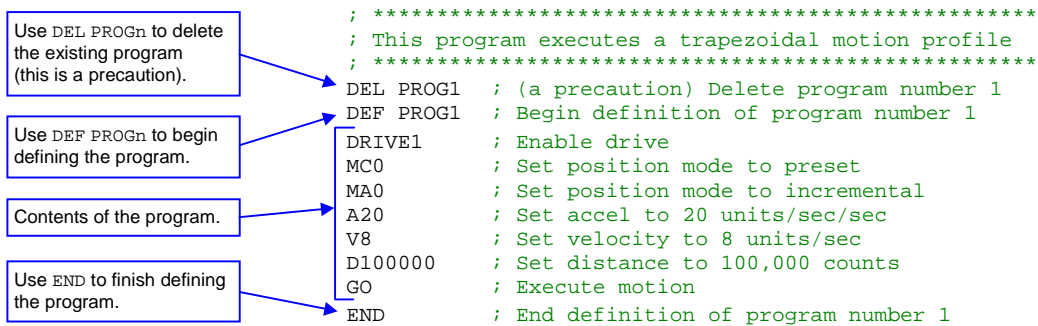 Use DEL PROGn to delete
the existing program
(this is a precaution).
Use DEF PROGn to begin
defining the program.
Contents of the program.
Use END to finish defining
the program.
; ****************************************************
; This program executes a trapezoidal motion profile
; ****************************************************
DEL PROG1 ; (a precaution) Delete program number 1
DEF PROG1 ; Begin definition of program number 1
DRIVE1 ; Enable drive
MC0 ; Set position mode to preset
MA0 ; Set position mode to incremental
A20 ; Set accel to 20 units/sec/sec
V8 ; Set velocity to 8 units/sec
D100000 ; Set distance to 100,000 counts
GO ; Execute motion
END ; End definition of program number 1